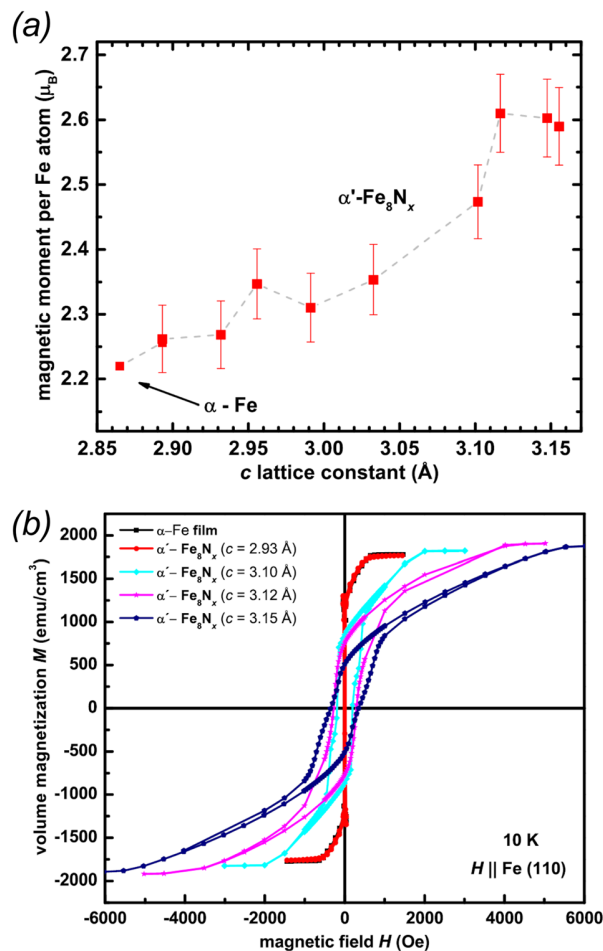 (a)
2.7
2.6
2.5
2.4
2.3
2.2
magnetic moment per Fe atom (μB)
α'-Fe8Nx
α - Fe
2.85 2.90 2.95 3.00 3.05 3.10 3.15
c lattice constant (Å)
(b)
2000
1500
1000
500
0
-500
-1000
-1500
-2000
volume magnetization M (emu/cm³)
α-Fe film
α´- Fe8Nx (c = 2.93 Å)
α´- Fe8Nx (c = 3.10 Å)
α´- Fe8Nx (c = 3.12 Å)
α´- Fe8Nx (c = 3.15 Å)
10 K
H || Fe (110)
-6000 -4000 -2000 0 2000 4000 6000
magnetic field H (Oe)